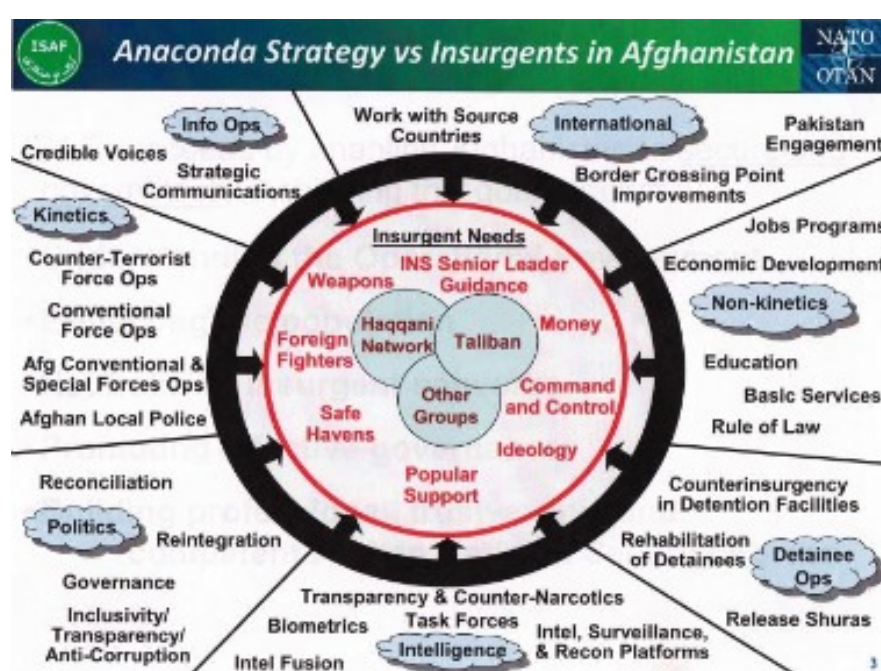 ISAF
Anaconda Strategy vs Insurgents in Afghanistan
NATO
OTAN
Info Ops
Credible Voices
Strategic
Communications
Work with Source
Countries
International
Border Crossing Point
Improvements
Pakistan
Engagement
Kinetics
Counter-Terrorist
Force Ops
Conventional
Force Ops
Afg Conventional &
Special Forces Ops
Afghan Local Police
Insurgent Needs
Weapons
INS Senior Leader
Guidance
Haqqani
Network
Taliban
Other
Groups
Money
Foreign
Fighters
Command
and Control
Safe
Havens
Ideology
Popular
Support
Jobs Programs
Economic Development
Non-kinetics
Education
Basic Services
Rule of Law
Reconciliation
Politics
Reintegration
Governance
Inclusivity/
Transparency/
Anti-Corruption
Transparency & Counter-Narcotics
Task Forces
Biometrics
Intelligence
Intel Fusion
Intel, Surveillance,
& Recon Platforms
Counterinsurgency
in Detention Facilities
Rehabilitation
of Detainees
Detainee
Ops
Release Shuras